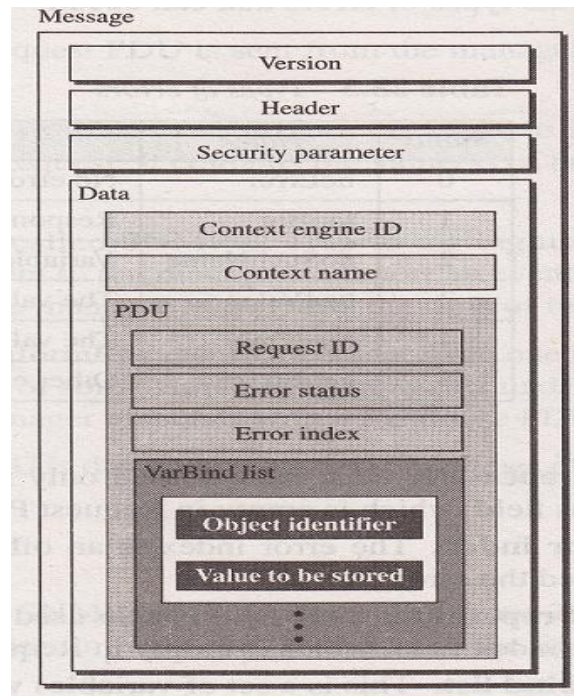 Message
Version
Header
Security parameter
Data
Context engine ID
Context name
PDU
Request ID
Error status
Error index
VarBind list
Object identifier
Value to be stored